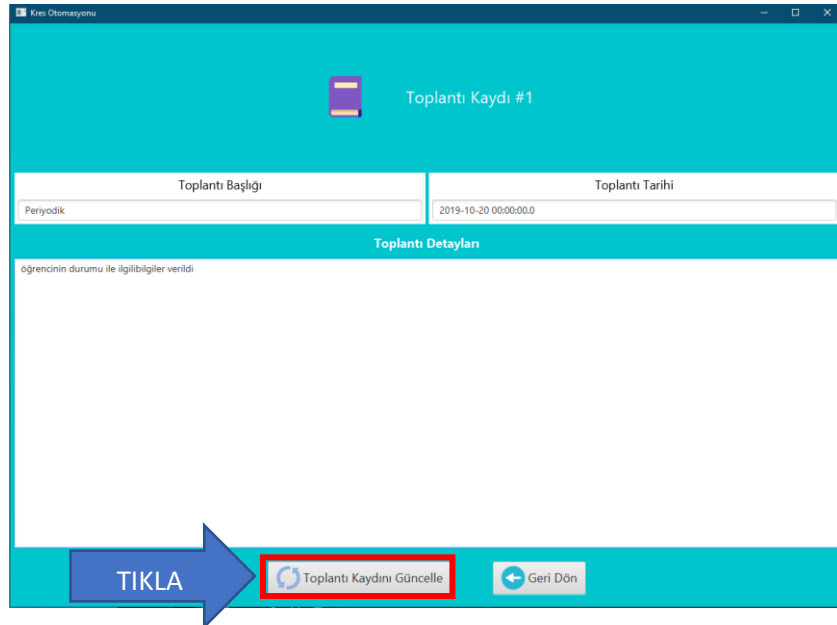 Kres Otomasyonu
Toplantı Kaydı #1
Toplantı Başlığı
Toplantı Tarihi
Periyodik
2019-10-20 00:00:00.0
Toplantı Detayları
öğrencinin durumu ile ilgilibilgiler verildi
TIKLA
Toplantı Kaydını Güncelle
Geri Dön